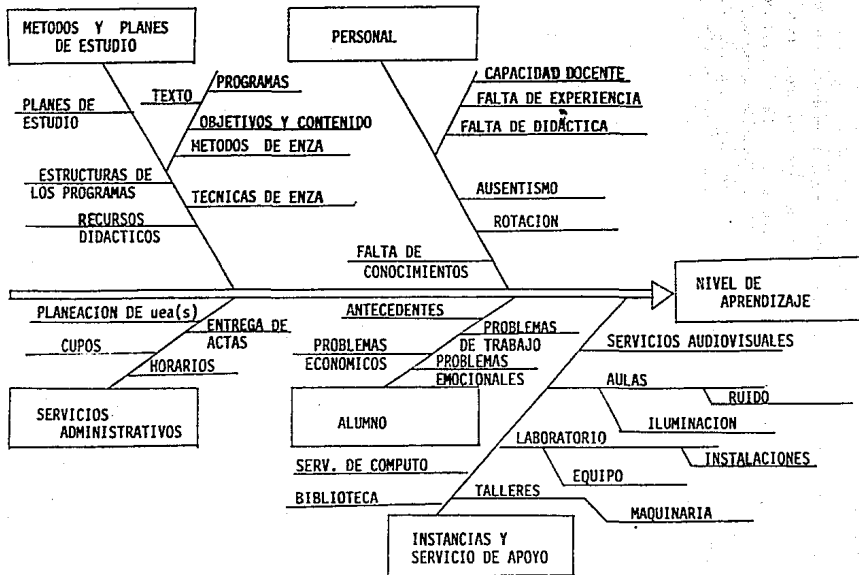 METODOS Y PLANES
DE ESTUDIO
PERSONAL
PROGRAMAS
TEXTO
PLANES DE
ESTUDIO
OBJETIVOS Y CONTENIDO
METODOS DE ENZA
ESTRUCTURAS DE
LOS PROGRAMAS
TECNICAS DE ENZA
RECURSOS
DIDACTICOS
CAPACIDAD DOCENTE
FALTA DE EXPERIENCIA
FALTA DE DIDACTICA
AUSENTISMO
ROTACION
FALTA DE
CONOCIMIENTOS
NIVEL DE
APRENDIZAJE
PLANEACION DE uea(s)
ENTREGA DE
ACTAS
CUPOS
HORARIOS
SERVICIOS
ADMINISTRATIVOS
ANTECEDENTES
PROBLEMAS
DE TRABAJO
PROBLEMAS
ECONOMICOS
PROBLEMAS
EMOCIONALES
ALUMNO
SERVICIOS AUDIOVISUALES
AULAS
RUIDO
ILUMINACION
LABORATORIO
INSTALACIONES
EQUIPO
SERV. DE COMPUTO
BIBLIOTECA
TALLERES
MAQUINARIA
INSTANCIAS Y
SERVICIO DE APOYO